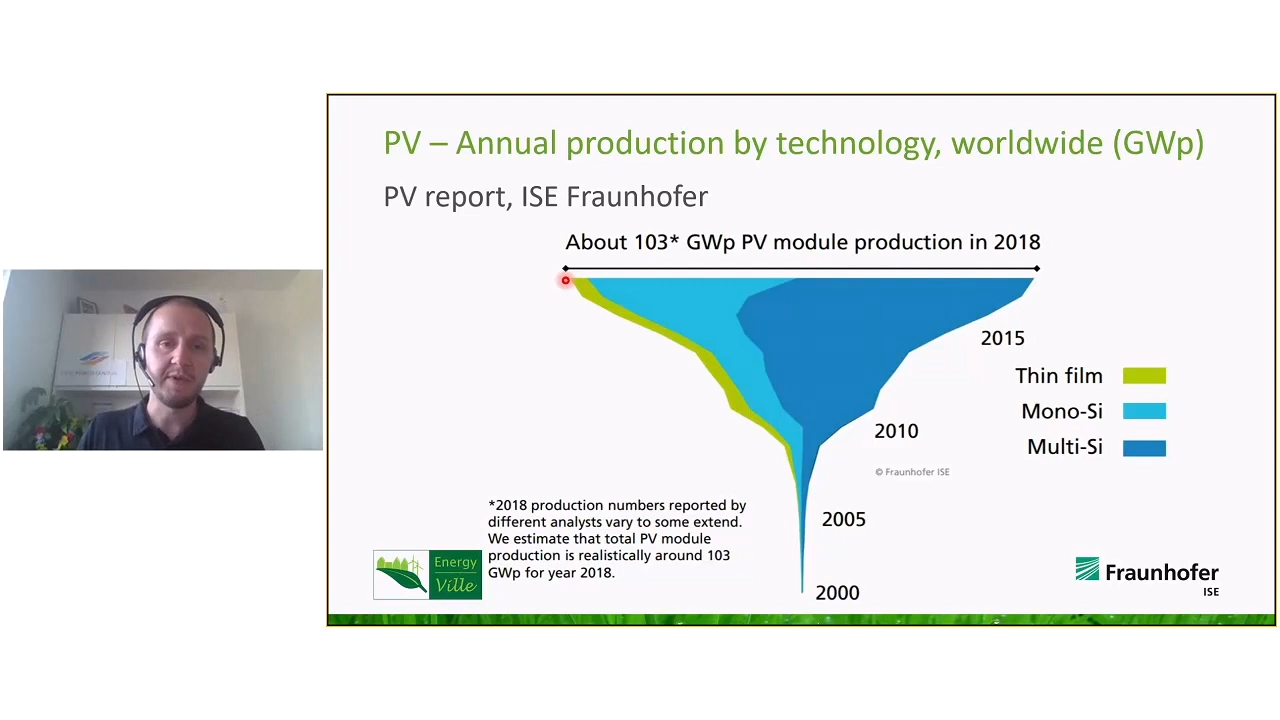 PV – Annual production by technology, worldwide (GWp)
PV report, ISE Fraunhofer
About 103* GWp PV module production in 2018
2015
Thin film
Mono-Si
2010
Multi-Si
© Fraunhofer ISE
*2018 production numbers reported by
different analysts vary to some extend.
We estimate that total PV module
production is realistically around 103
GWp for year 2018.
2005
2000
Energy
Ville
Fraunhofer
ISE